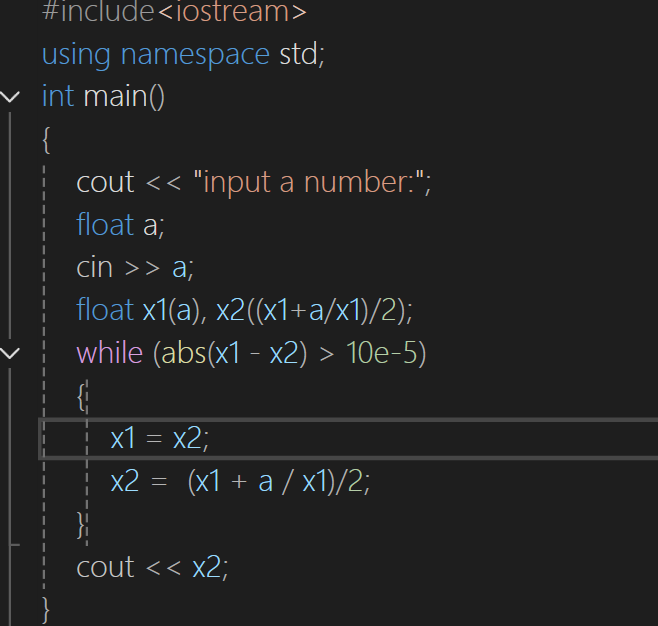 #include<iostream>
using namespace std;
int main()
{
cout << "input a number:";
float a;
cin >> a;
float x1(a), x2((x1+a/x1)/2);
while (abs(x1 - x2) > 10e-5)
{
x1 = x2;
x2 =  (x1 + a / x1)/2;
}
cout << x2;
}